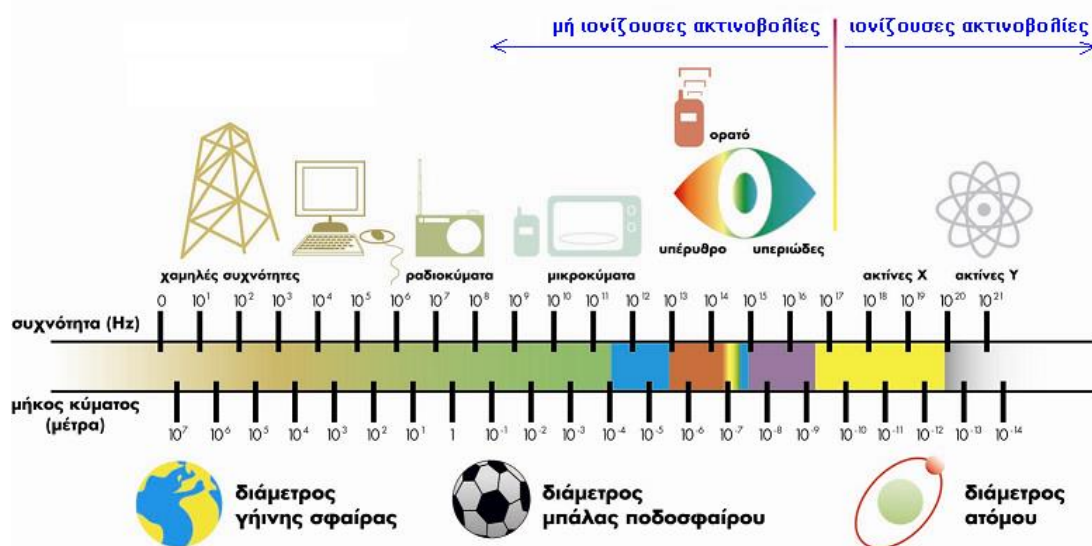 μή ιονίζουσες ακτινοβολίες ιονίζουσες ακτινοβολίες
ορατό
υπέρυθρο υπεριώδες
χαμηλές συχνότητες ραδιοκύματα μικροκύματα ακτίνες Χ ακτίνες Υ
0 10¹ 10² 10³ 10⁴ 10⁵ 10⁶ 10⁷ 10⁸ 10⁹ 10¹⁰ 10¹¹ 10¹² 10¹³ 10¹⁴ 10¹⁵ 10¹⁶ 10¹⁷ 10¹⁸ 10¹⁹ 10²⁰ 10²¹
συχνότητα (Hz)
μήκος κύματος
(μέτρα)
10⁷ 10⁶ 10⁵ 10⁴ 10³ 10² 10¹ 1 10⁻¹ 10⁻² 10⁻³ 10⁻⁴ 10⁻⁵ 10⁻⁶ 10⁻⁷ 10⁻⁸ 10⁻⁹ 10⁻¹⁰ 10⁻¹¹ 10⁻¹² 10⁻¹³ 10⁻¹⁴
διάμετρος
γήινης σφαίρας
διάμετρος
μπάλας ποδοσφαίρου
διάμετρος
ατόμου